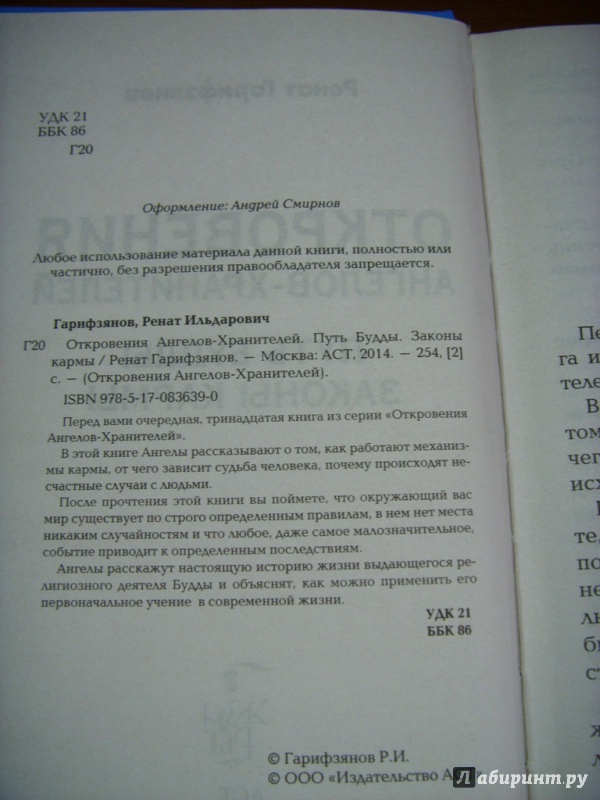 УДК 21
ББК 86
Г20
Оформление: Андрей Смирнов
Любое использование материала данной книги, полностью или
частично, без разрешения правообладателя запрещается.
Гарифзянов, Ренат Ильдарович
Г20 Откровения Ангелов-Хранителей. Путь Будды. Законы
кармы / Ренат Гарифзянов. — Москва: АСТ, 2014. — 254, [2]
с. — (Откровения Ангелов-Хранителей).
ISBN 978-5-17-083639-0
Перед вами очередная, тринадцатая книга из серии «Откровения
Ангелов-Хранителей».
В этой книге Ангелы рассказывают о том, как работают механиз-
мы кармы, от чего зависит судьба человека, почему происходят не-
счастные случаи с людьми.
После прочтения этой книги вы поймете, что окружающий вас
мир существует по строго определенным правилам, в нем нет места
никаким случайностям и что любое, даже самое малозначительное,
событие приводит к определенным последствиям.
Ангелы расскажут настоящую историю жизни выдающегося ре-
лигиозного деятеля Будды и объяснят, как можно применить его
первоначальное учение в современной жизни.
УДК 21
ББК 86
© Гарифзянов Р.И.
© ООО «Издательство
Лабиринт.ру